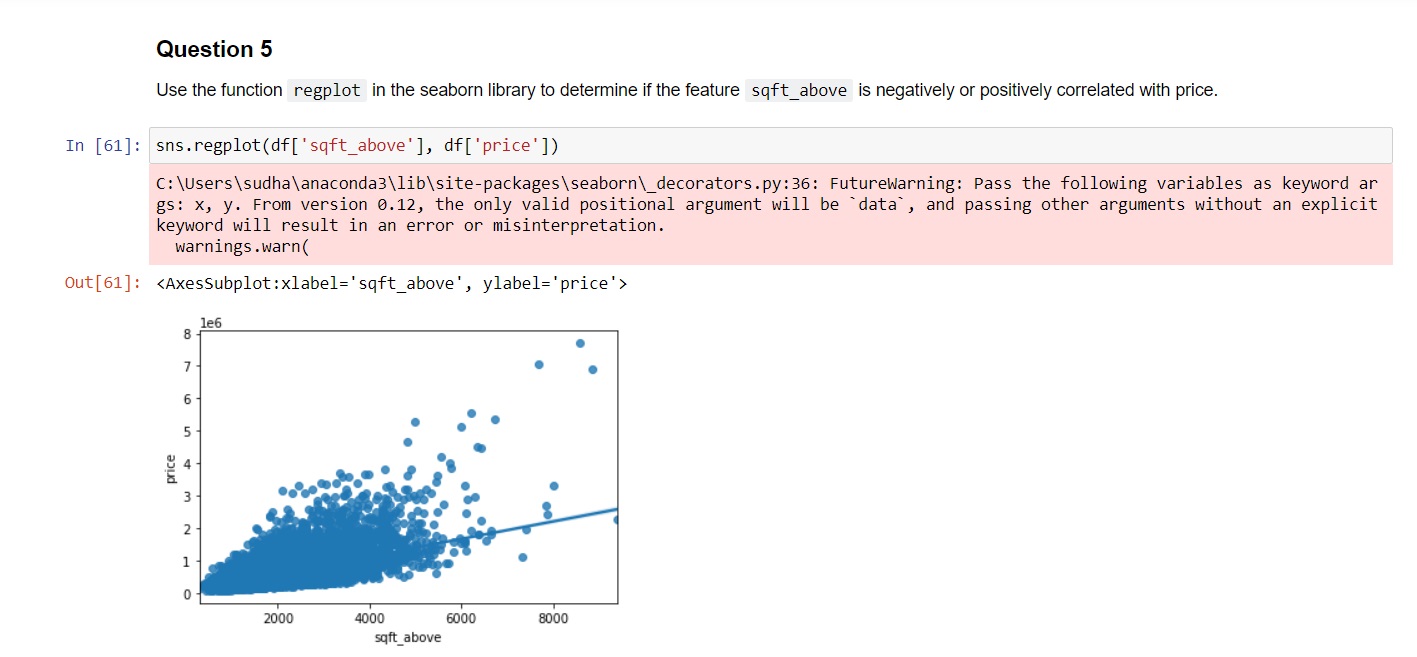 Question 5
Use the function regplot in the seaborn library to determine if the feature sqft_above is negatively or positively correlated with price.
In [61]: sns.regplot(df['sqft_above'], df['price'])
C:\Users\sudha\anaconda3\lib\site-packages\seaborn\_decorators.py:36: FutureWarning: Pass the following variables as keyword ar
gs: x, y. From version 0.12, the only valid positional argument will be `data`, and passing other arguments without an explicit
keyword will result in an error or misinterpretation.
  warnings.warn(
Out[61]: <AxesSubplot:xlabel='sqft_above', ylabel='price'>
1e6
8
7
6
5
4
3
2
1
0
price
2000 4000 6000 8000
sqft_above